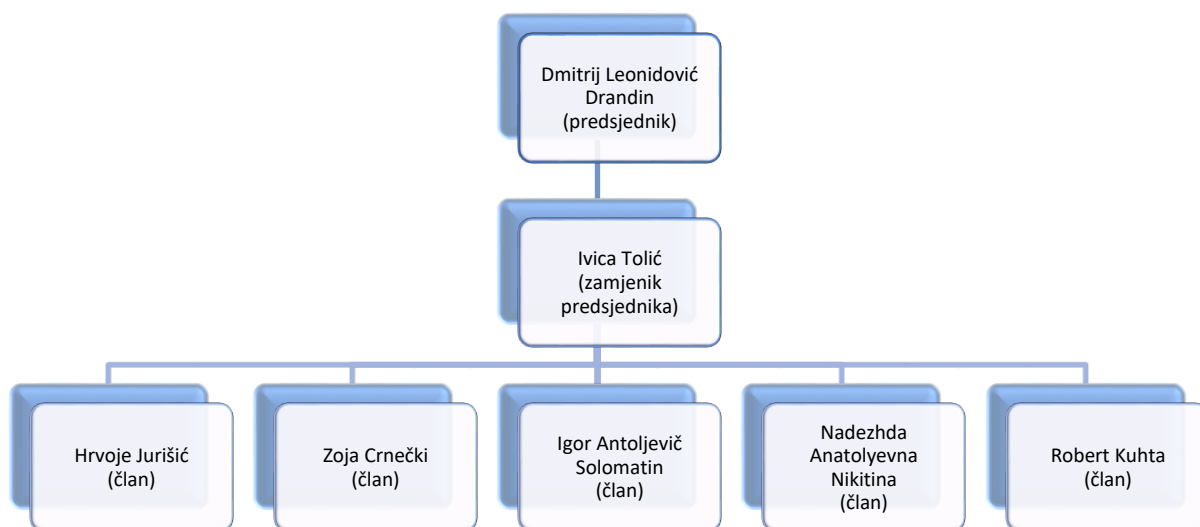 Dmitrij Leonidović
Drandin
(predsjednik)
Ivica Tolić
(zamjenik
predsjednika)
Hrvoje Jurišić
(član)
Zoja Crnečki
(član)
Igor Antoljevič
Solomatin
(član)
Nadezhda
Anatolyevna
Nikitina
(član)
Robert Kuhta
(član)